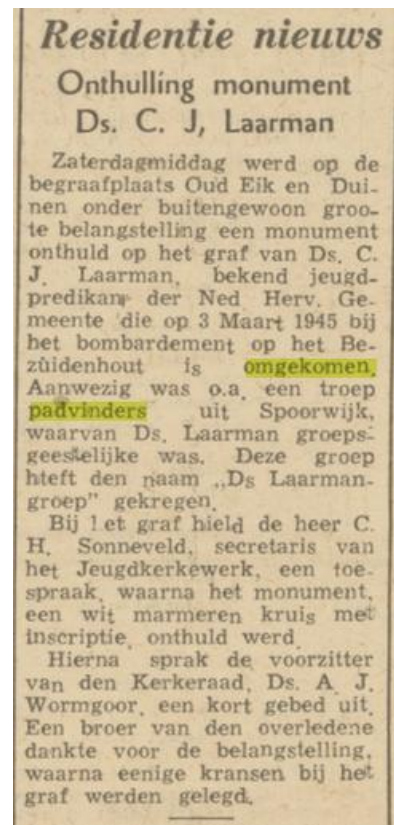 Residentie nieuws
Onthulling monument
Ds. C. J, Laarman
Zaterdagmiddag werd op de
begraafplaats Oud Eik en Dui-
nen onder buitengewoon groo-
te belangstelling een monument
onthuld op het graf van Ds. C.
J. Laarman, bekend jeugd-
predikant der Ned Herv. Ge-
meente die op 3 Maart 1945 bij
het bombardement op het Be-
zuidenhout is omgekomen.
Aanwezig was o.a. een troep
padvinders uit Spoorwijk,
waarvan Ds. Laarman groeps-
geestelijke was. Deze groep
hteft den naam „Ds Laarman-
groep" gekregen.
Bij let graf hield de heer C.
H. Sonneveld, secretaris van
het Jeugdkerkewerk, een toe-
spraak, waarna het monument,
een wit marmeren kruis met
inscriptie, onthuld werd.
Hierna sprak de voorzitter
van den Kerkeraad, Ds. A. J.
Wormgoor, een kort gebed uit.
Een broer van den overledene
dankte voor de belangstelling,
waarna eenige kransen bij het
graf werden gelegd.